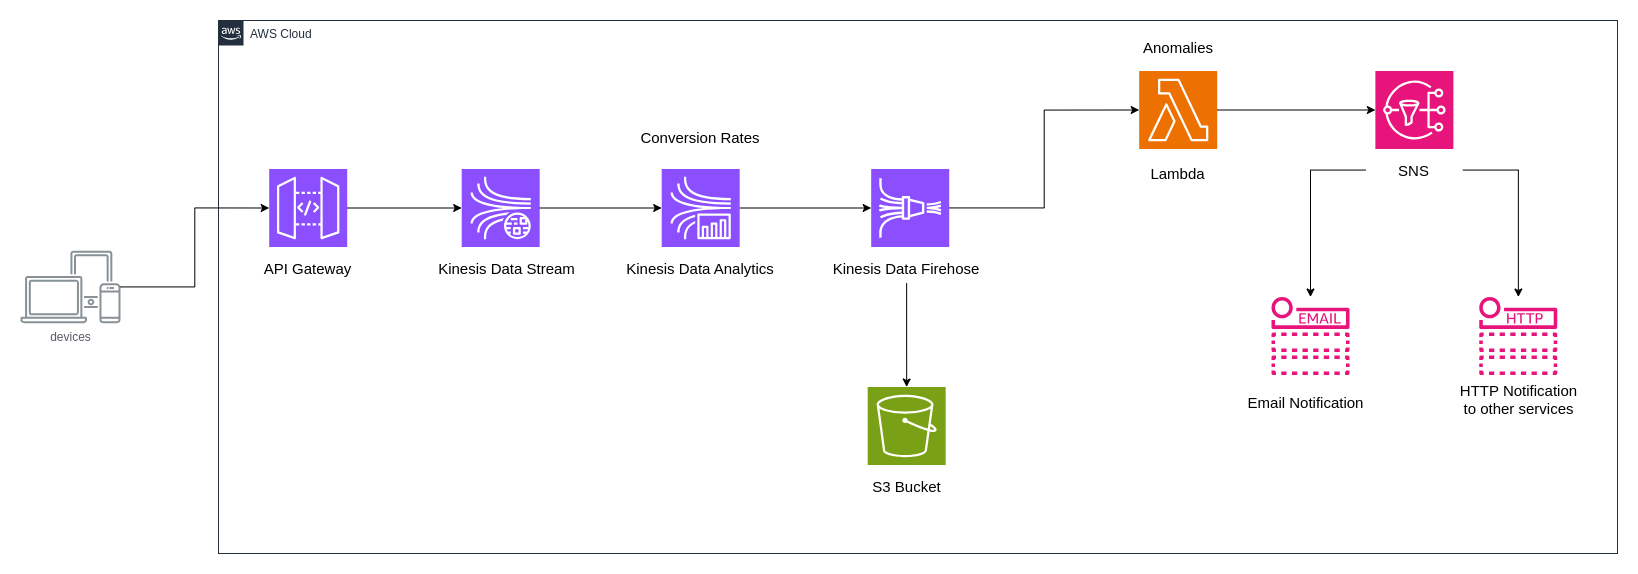 aws
AWS Cloud
Anomalies
Conversion Rates
Lambda
SNS
API Gateway
Kinesis Data Stream
Kinesis Data Analytics
Kinesis Data Firehose
devices
EMAIL
HTTP
Email Notification
HTTP Notification
to other services
S3 Bucket